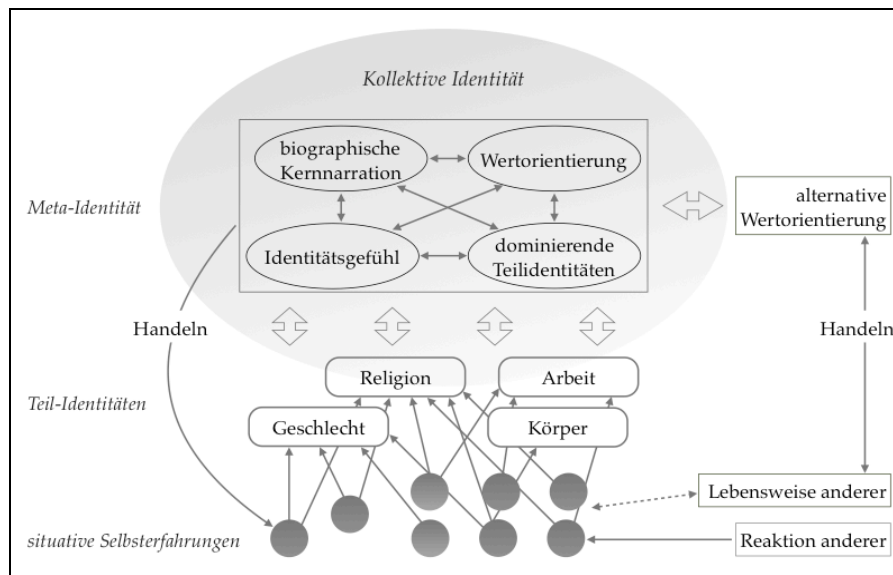 Kollektive Identität
biographische
Kernnarration
Wertorientierung
Meta-Identität
alternative
Wertorientierung
Identitätsgefühl
dominierende
Teilidentitäten
Handeln
Handeln
Religion
Arbeit
Teil-Identitäten
Geschlecht
Körper
Lebensweise anderer
situative Selbsterfahrungen
Reaktion anderer